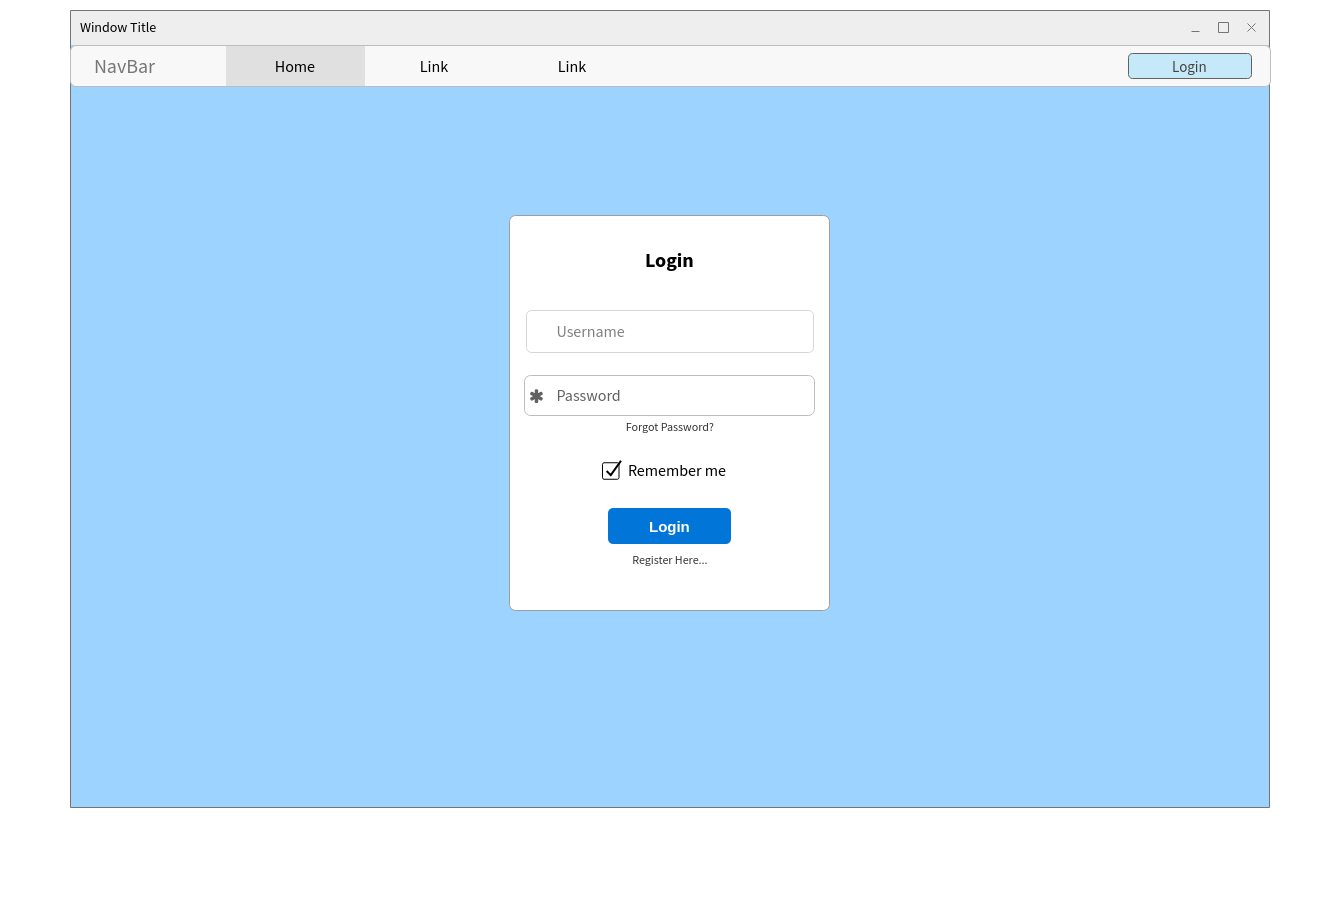 Window Title
NavBar Home Link Link Login
Login
Username
Password
Forgot Password?
Remember me
Login
Register Here...